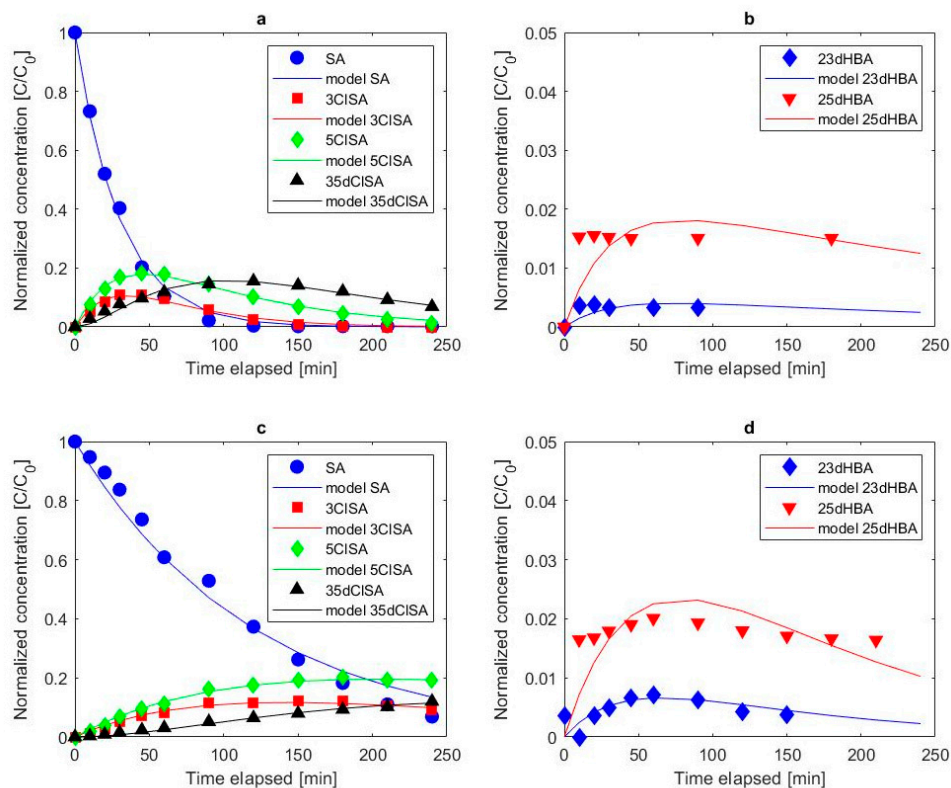 a
Normalized concentration [C/C0]
1
0.8
0.6
0.4
0.2
0
SA
model SA
3ClSA
model 3ClSA
5ClSA
model 5ClSA
35dClSA
model 35dClSA
0 50 100 150 200 250
Time elapsed [min]
b
Normalized concentration [C/C0]
0.05
0.04
0.03
0.02
0.01
0
23dHBA
model 23dHBA
25dHBA
model 25dHBA
0 50 100 150 200 250
Time elapsed [min]
c
Normalized concentration [C/C0]
1
0.8
0.6
0.4
0.2
0
SA
model SA
3ClSA
model 3ClSA
5ClSA
model 5ClSA
35dClSA
model 35dClSA
0 50 100 150 200 250
Time elapsed [min]
d
Normalized concentration [C/C0]
0.05
0.04
0.03
0.02
0.01
0
23dHBA
model 23dHBA
25dHBA
model 25dHBA
0 50 100 150 200 250
Time elapsed [min]